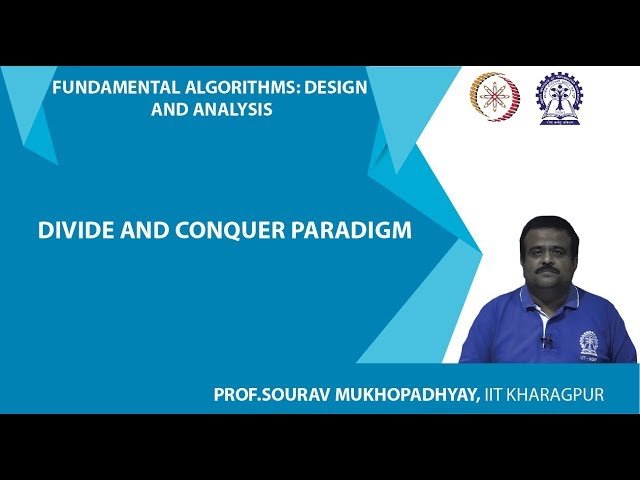 FUNDAMENTAL ALGORITHMS: DESIGN
AND ANALYSIS
DIVIDE AND CONQUER PARADIGM
PROF.SOURAV MUKHOPADHYAY, IIT KHARAGPUR